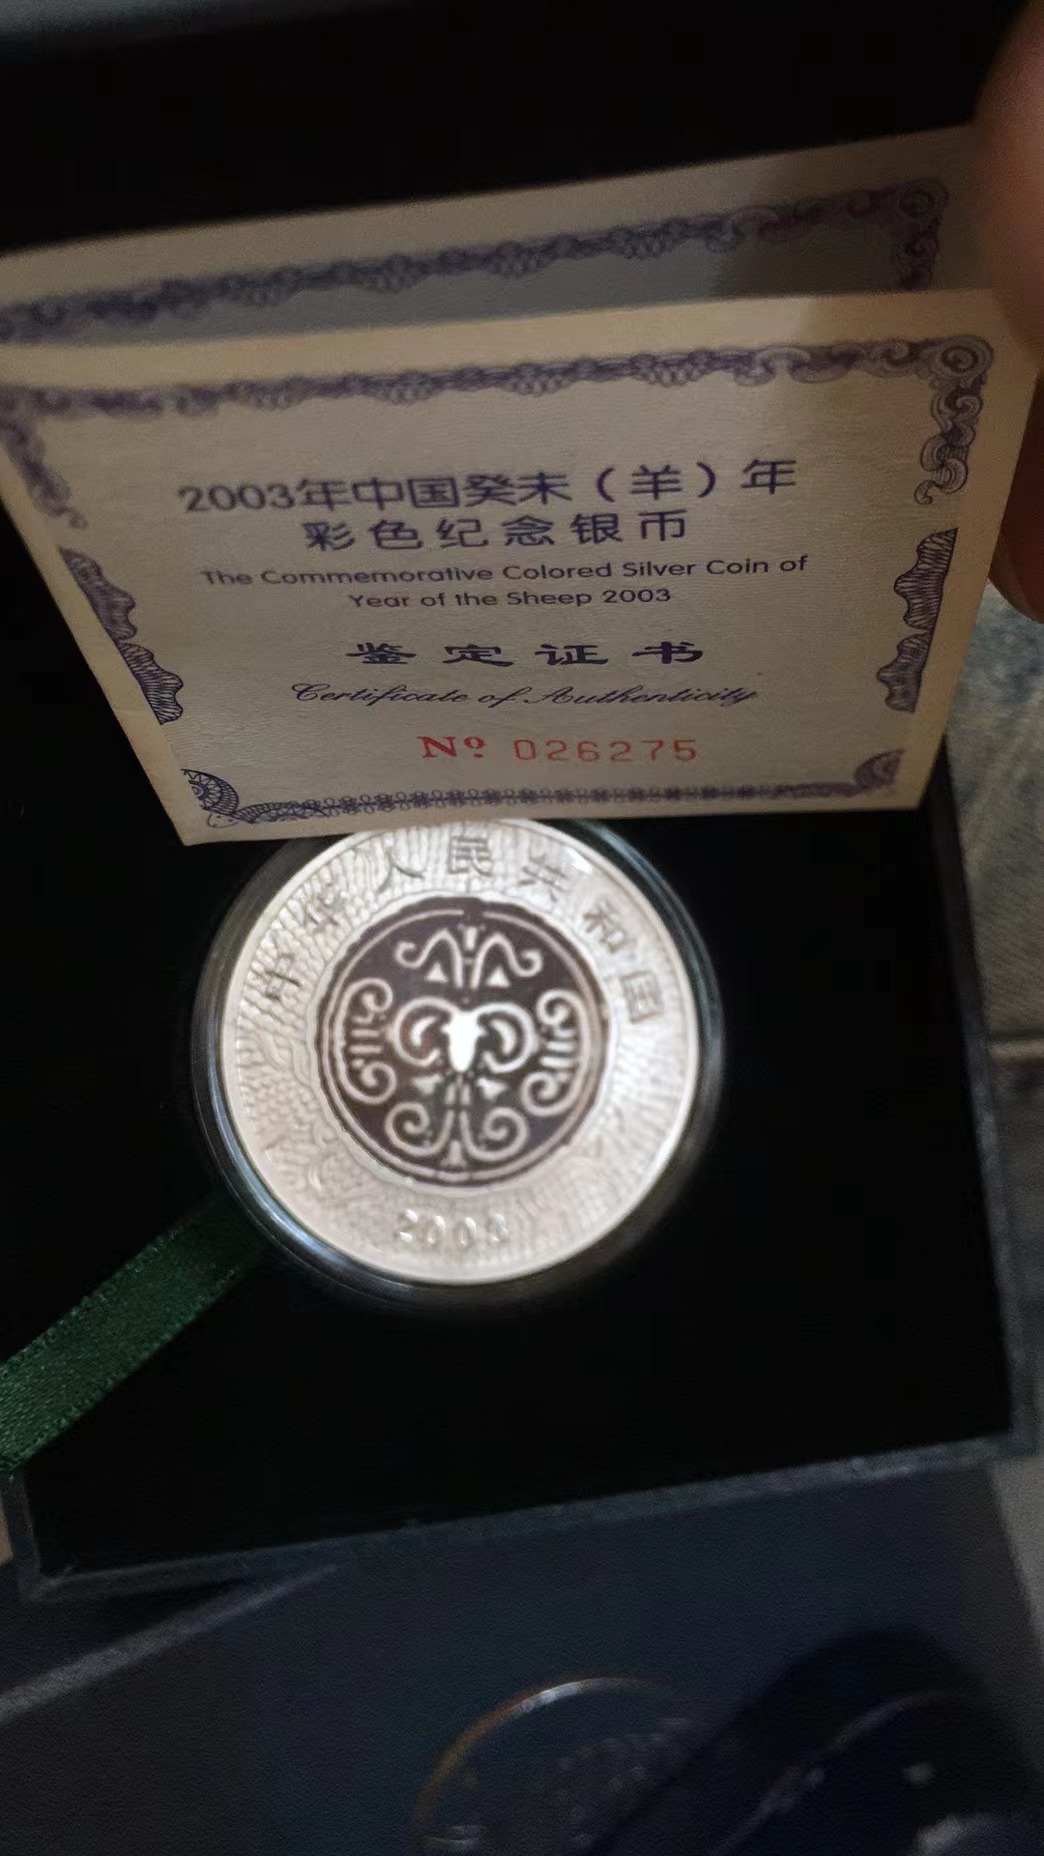 2003年中国癸未（羊）年
彩色纪念银币
The Commemorative Colored Silver Coin of
Year of the Sheep 2003
鉴定证书
Certificate of Authenticity
Nº 026275
中华人民共和国
2003